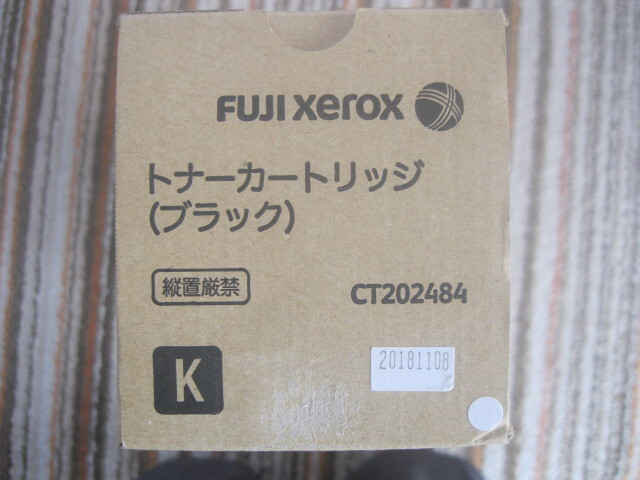 FUJI xerox
トナーカートリッジ
(ブラック)
縦置厳禁
CT202484
K
20181108